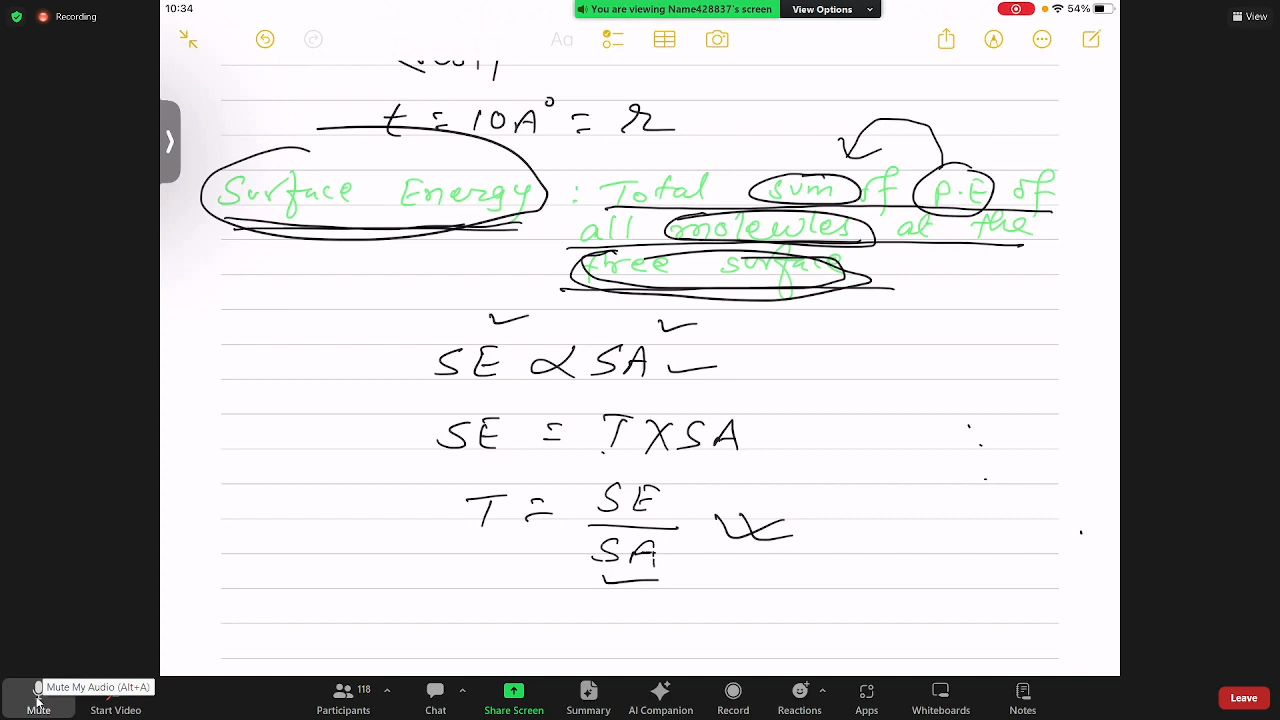 10:34
Recording
You are viewing Name428837's screen
View Options
54%
View
Aa
t = 10A° = r
Surface Energy : Total sum of P.E of
all molecules at the
free surface
SE ∝ SA
SE = T X SA
T = SE
SA
Mute My Audio (Alt+A)
Mute
Start Video
118
Participants
Chat
Share Screen
Summary
AI Companion
Record
Reactions
Apps
Whiteboards
Notes
Leave